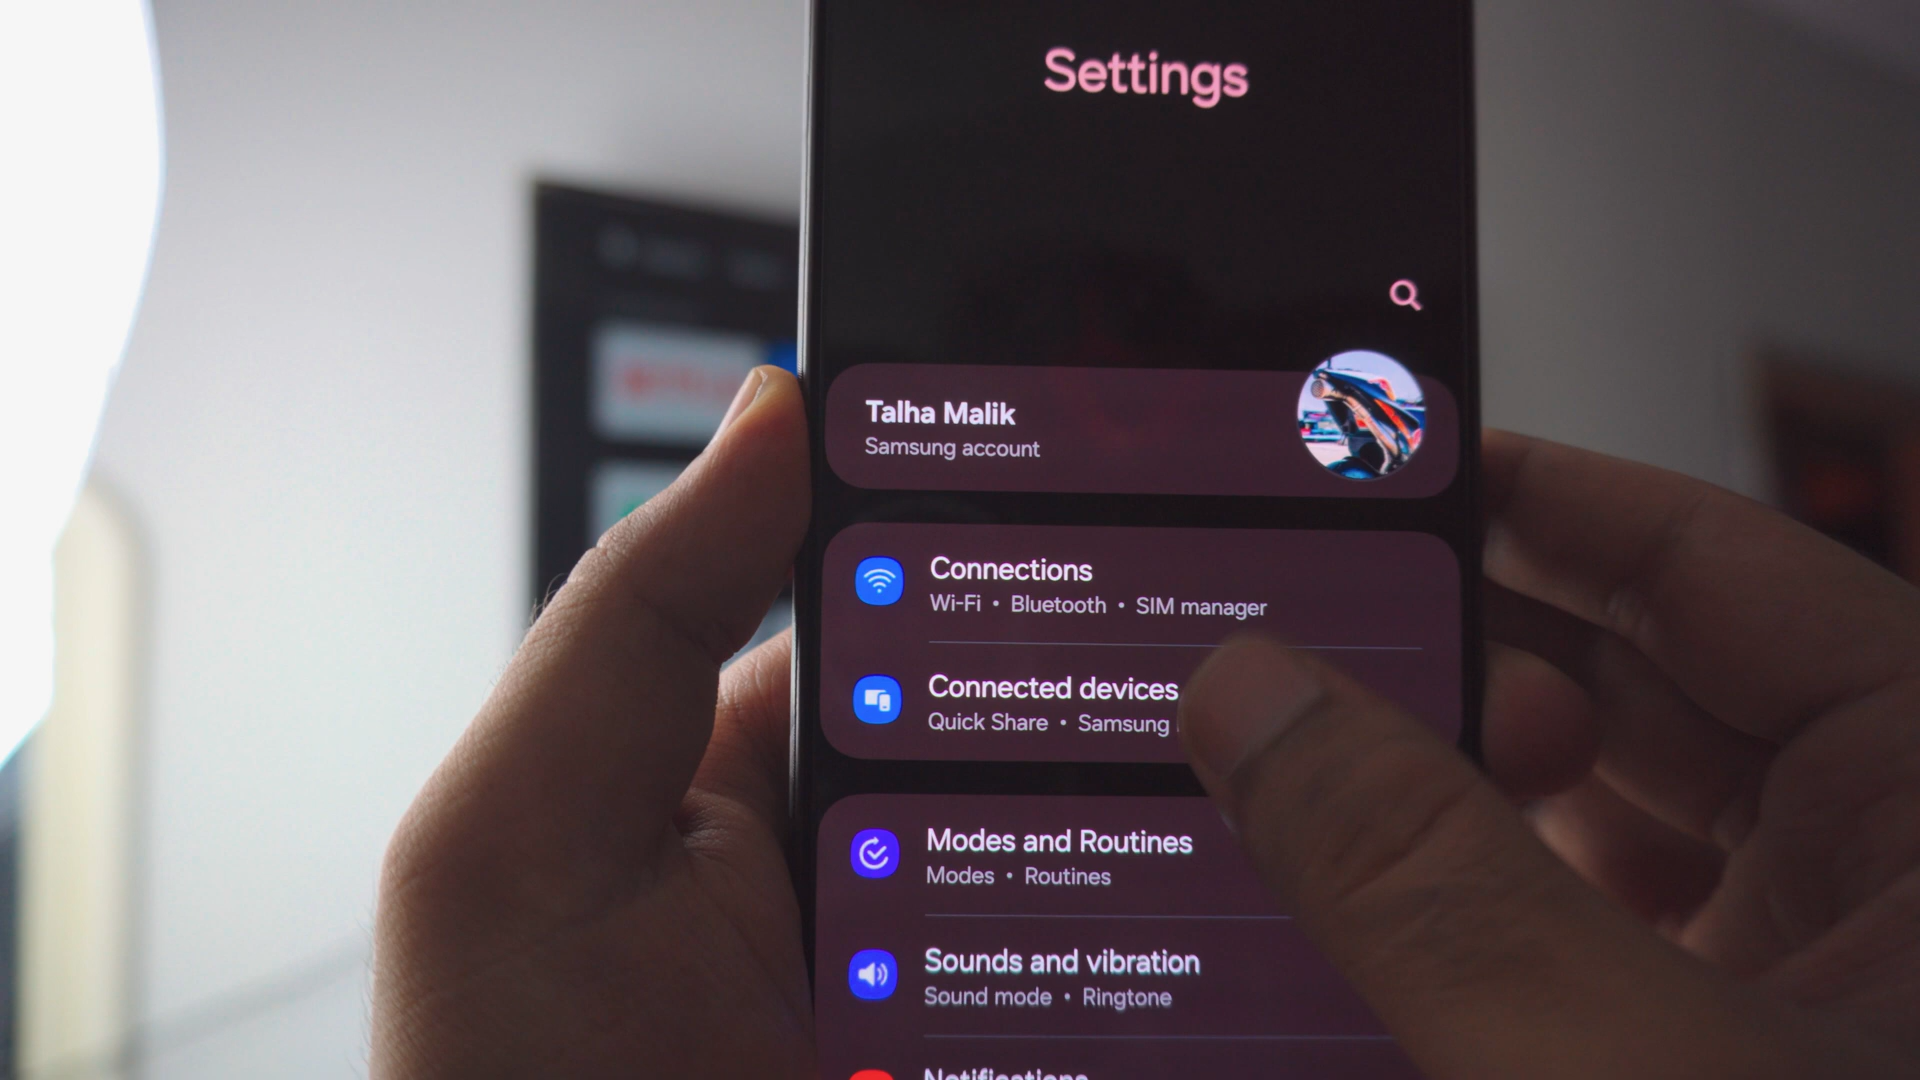 Settings
Talha Malik
Samsung account
Connections
Wi-Fi • Bluetooth • SIM manager
Connected devices
Quick Share • Samsung
Modes and Routines
Modes • Routines
Sounds and vibration
Sound mode • Ringtone
Notifications